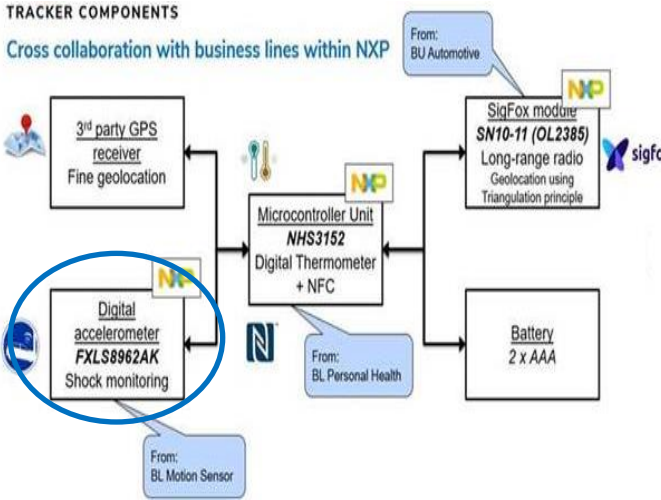 TRACKER COMPONENTS
Cross collaboration with business lines within NXP
From:
BU Automotive
3rd party GPS
receiver
Fine geolocation
NXP
SigFox module
SN10-11 (OL2385)
Long-range radio
Geolocation using
Triangulation principle
sigfo
NXP
Microcontroller Unit
NHS3152
Digital Thermometer
+ NFC
NXP
Digital
accelerometer
FXLS8962AK
Shock monitoring
N
From:
BL Personal Health
Battery
2 x AAA
From:
BL Motion Sensor